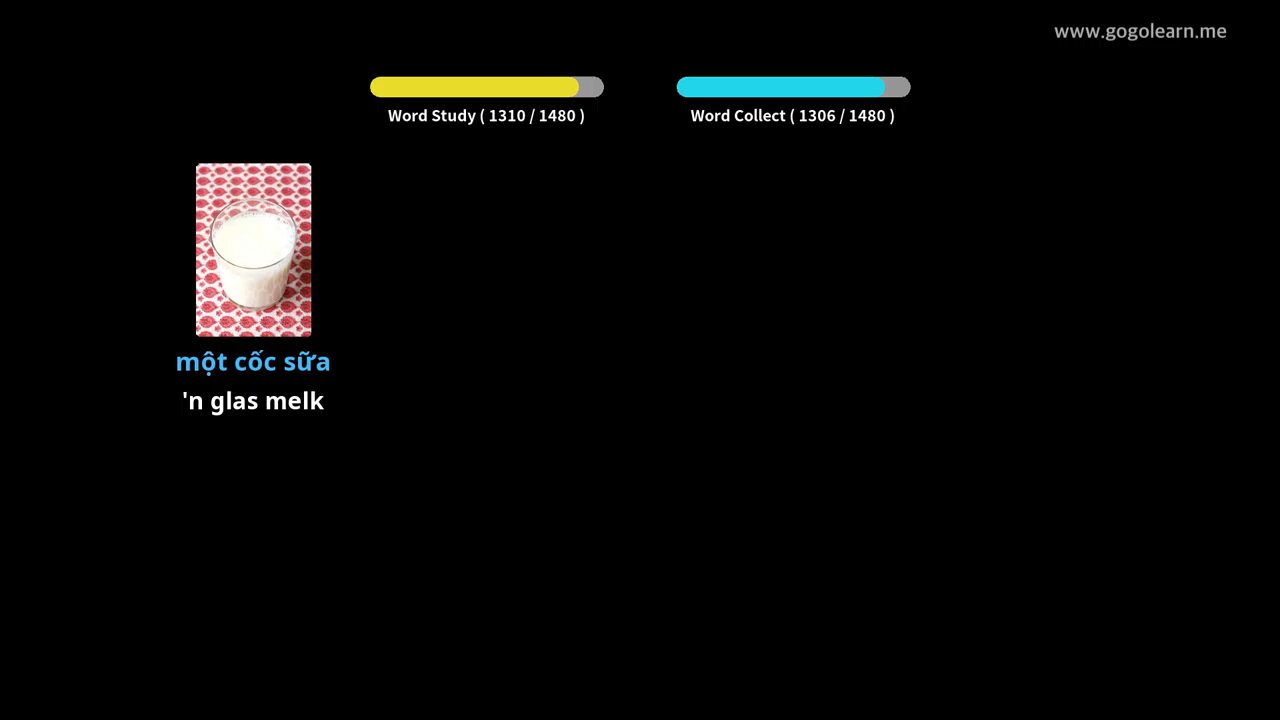 www.gogolearn.me
Word Study ( 1310 / 1480 )
Word Collect ( 1306 / 1480 )
một cốc sữa
'n glas melk